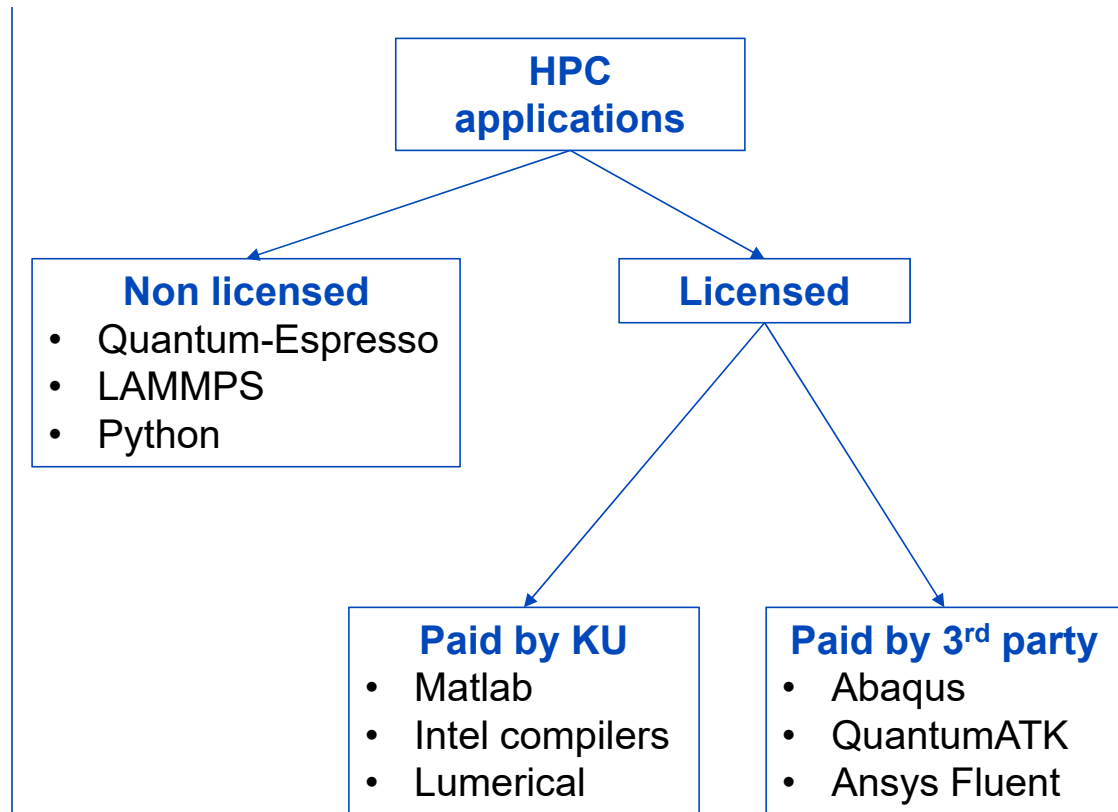 HPC
applications
Non licensed
• Quantum-Espresso
• LAMMPS
• Python
Licensed
Paid by KU
• Matlab
• Intel compilers
• Lumerical
Paid by 3rd party
• Abaqus
• QuantumATK
• Ansys Fluent